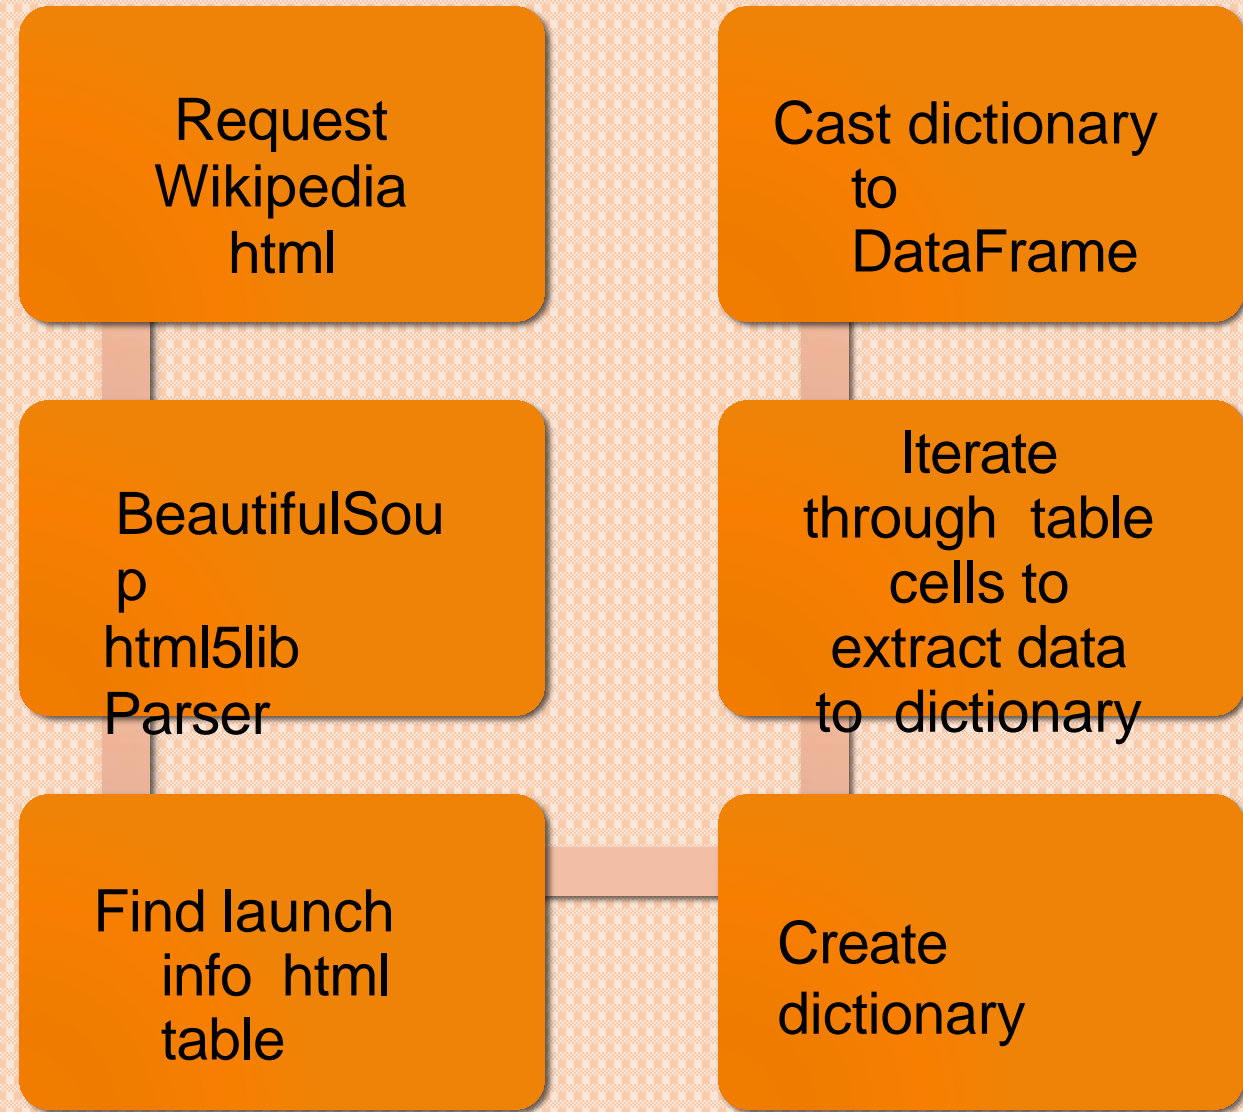 Request
Wikipedia
html
BeautifulSou
p
html5lib
Parser
Find launch
info html
table
Create
dictionary
Iterate
through table
cells to
extract data
to dictionary
Cast dictionary
to
DataFrame